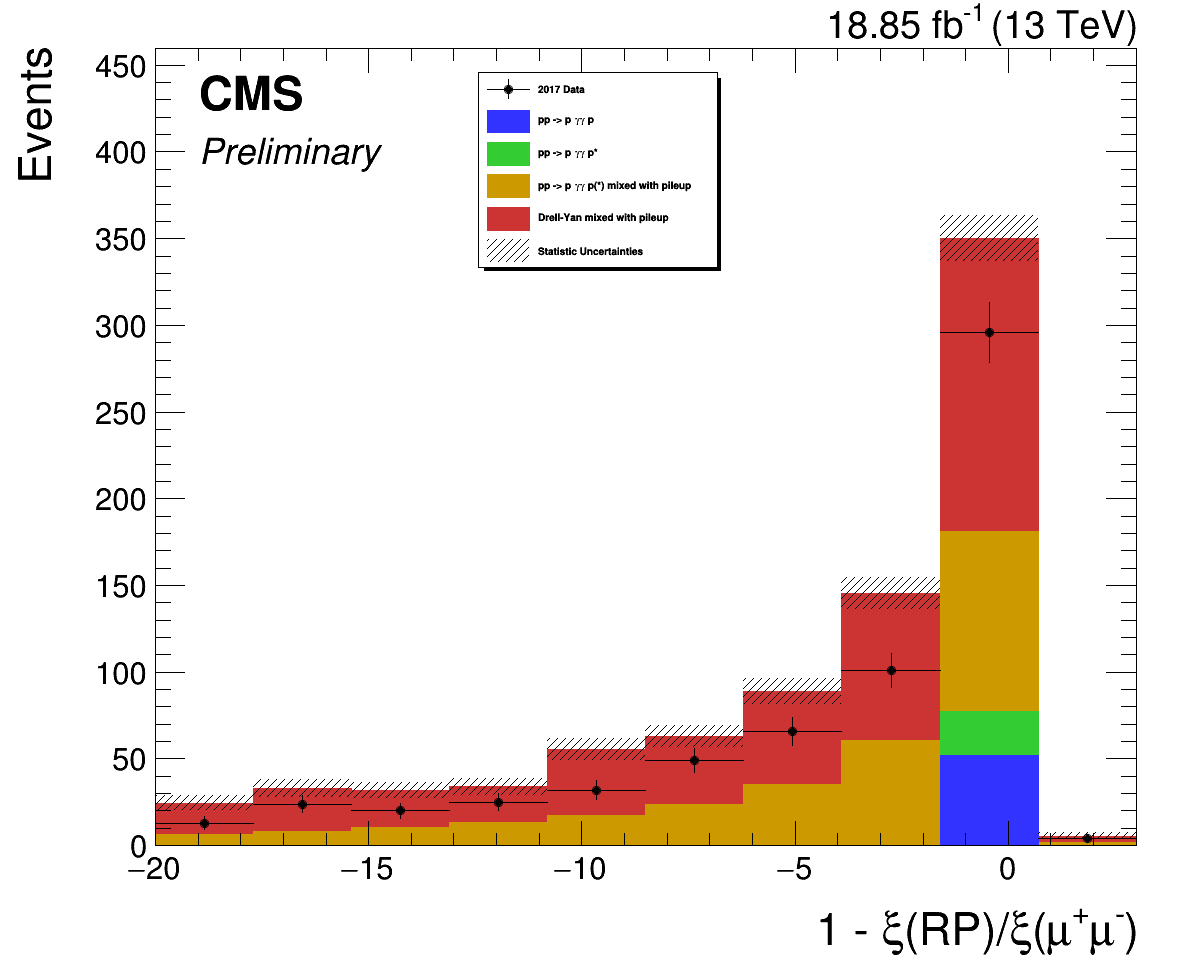 18.85 fb⁻¹ (13 TeV)
Events
CMS
Preliminary
2017 Data
pp -> p γγ p
pp -> p γγ p*
pp -> p γγ p(*) mixed with pileup
Drell-Yan mixed with pileup
Statistic Uncertainties
450
400
350
300
250
200
150
100
50
0
−20 −15 −10 −5 0
1 - ξ(RP)/ξ(μ⁺μ⁻)